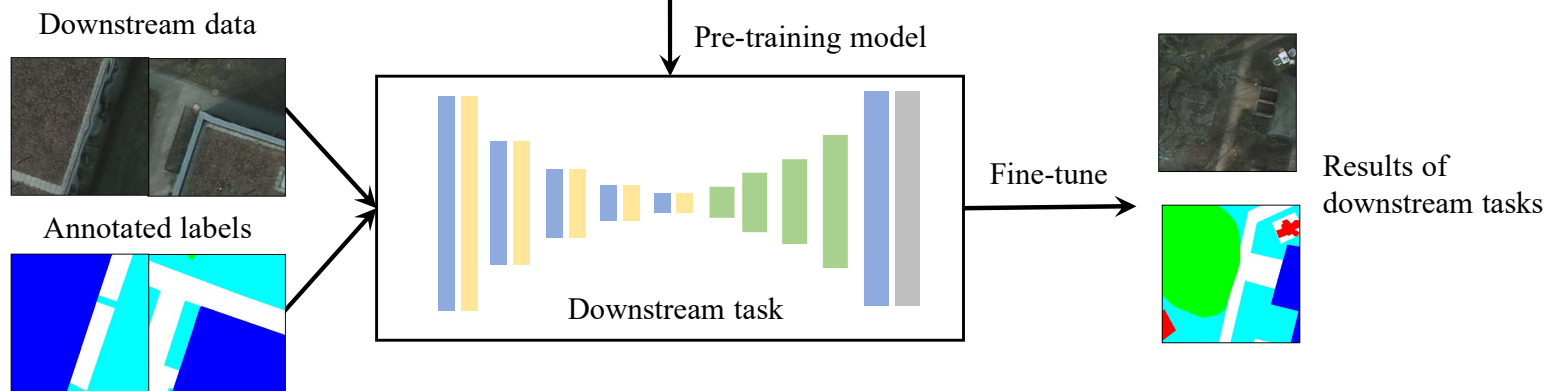 Downstream data
Pre-training model
Annotated labels
Downstream task
Fine-tune
Results of
downstream tasks